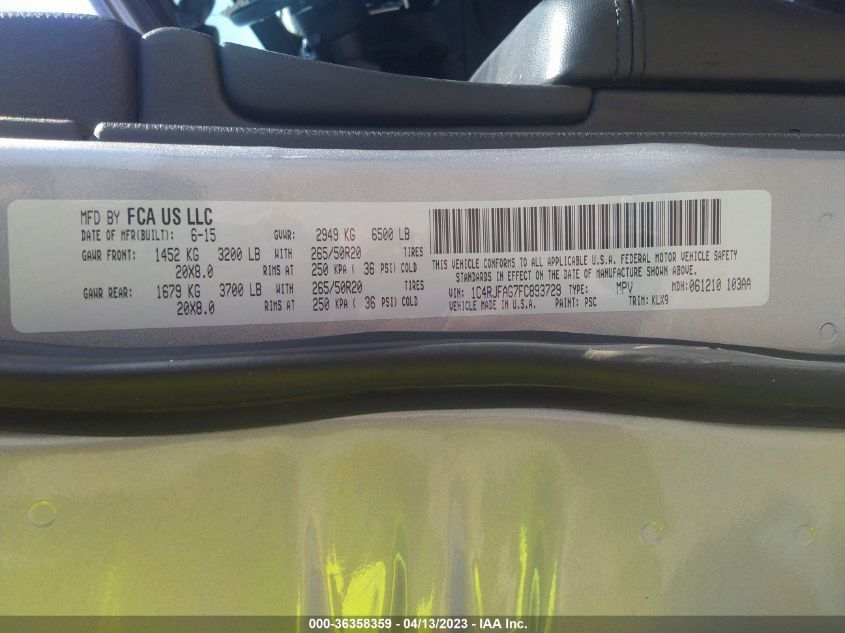 MFD BY FCA US LLC
DATE OF MFR(BUILT): 6-15 GVWR: 2949 KG 6500 LB
GAWR FRONT: 1452 KG 3200 LB WITH 265/50R20 TIRES
20X8.0 RIMS AT 250 KPA ( 36 PSI) COLD
GAWR REAR: 1679 KG 3700 LB WITH 265/50R20 TIRES
20X8.0 RIMS AT 250 KPA ( 36 PSI) COLD
THIS VEHICLE CONFORMS TO ALL APPLICABLE U.S.A. FEDERAL MOTOR VEHICLE SAFETY
STANDARDS IN EFFECT ON THE DATE OF MANUFACTURE SHOWN ABOVE.
VIN: 1C4RJFAG7FC893729 TYPE: MPV MDH: 061210 103AA
VEHICLE MADE IN U.S.A. PAINT: PSC TRIM: KLX9
000-36358359 — 04/13/2023 - IAA Inc.